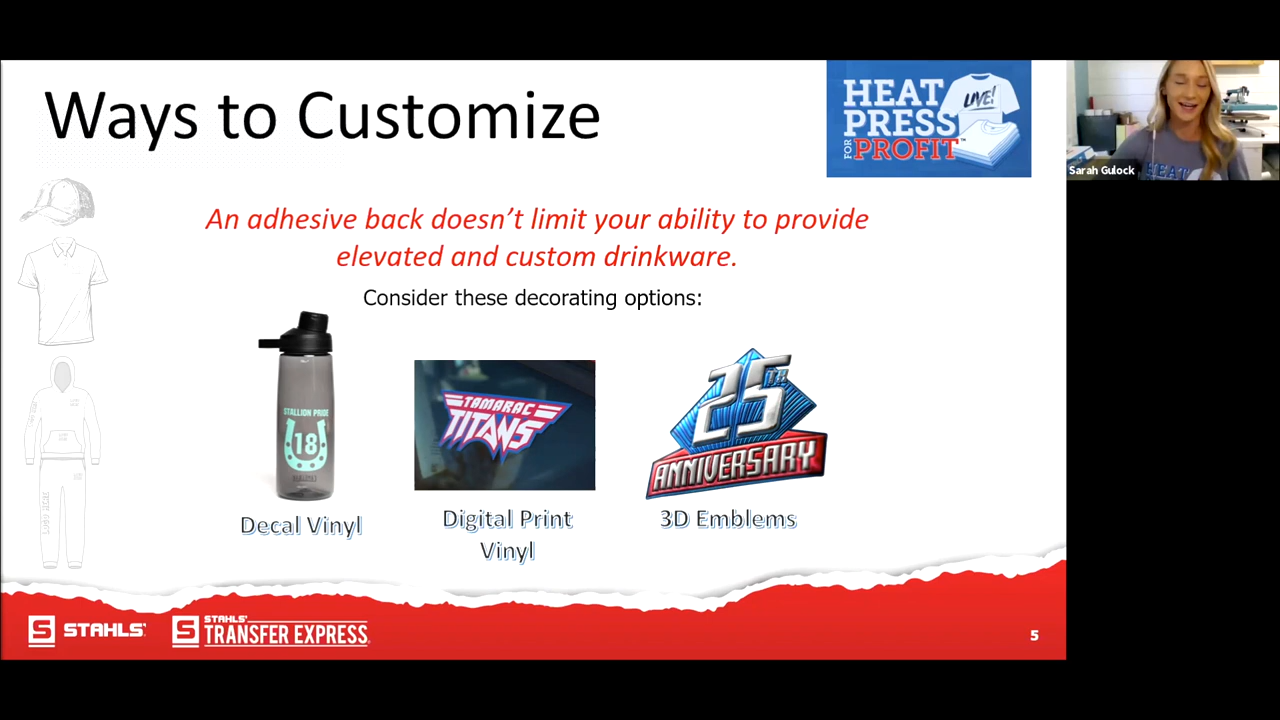 Ways to Customize
HEAT
PRESS
FOR PROFIT™
LIVE!
Sarah Gulock
HEAT
An adhesive back doesn’t limit your ability to provide
elevated and custom drinkware.
Consider these decorating options:
STALLION PRIDE
18
TAMARAC
TITANS
25TH
ANNIVERSARY
Decal Vinyl
Digital Print
Vinyl
3D Emblems
S STAHLS'
S STAHLS'
TRANSFER EXPRESS.
5